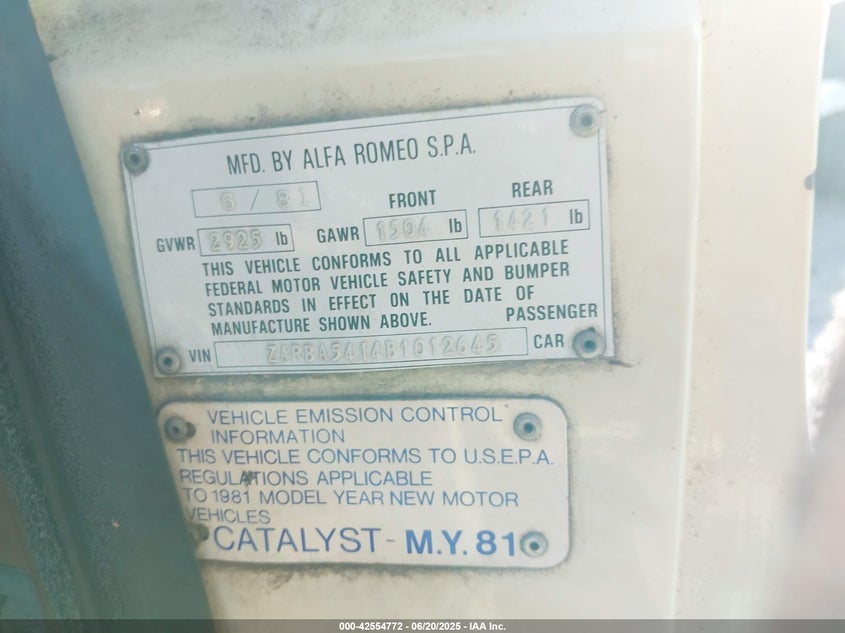 MFD. BY ALFA ROMEO S.P.A.
6 / 81 FRONT REAR
GVWR 2925 lb GAWR 1504 lb 1421 lb
THIS VEHICLE CONFORMS TO ALL APPLICABLE
FEDERAL MOTOR VEHICLE SAFETY AND BUMPER
STANDARDS IN EFFECT ON THE DATE OF
MANUFACTURE SHOWN ABOVE. PASSENGER
VIN ZARBA5414B1012645 CAR
VEHICLE EMISSION CONTROL
INFORMATION
THIS VEHICLE CONFORMS TO U.S.E.P.A.
REGULATIONS APPLICABLE
TO 1981 MODEL YEAR NEW MOTOR
VEHICLES
CATALYST - M.Y. 81
000-42554772 - 06/20/2025 - IAA Inc.